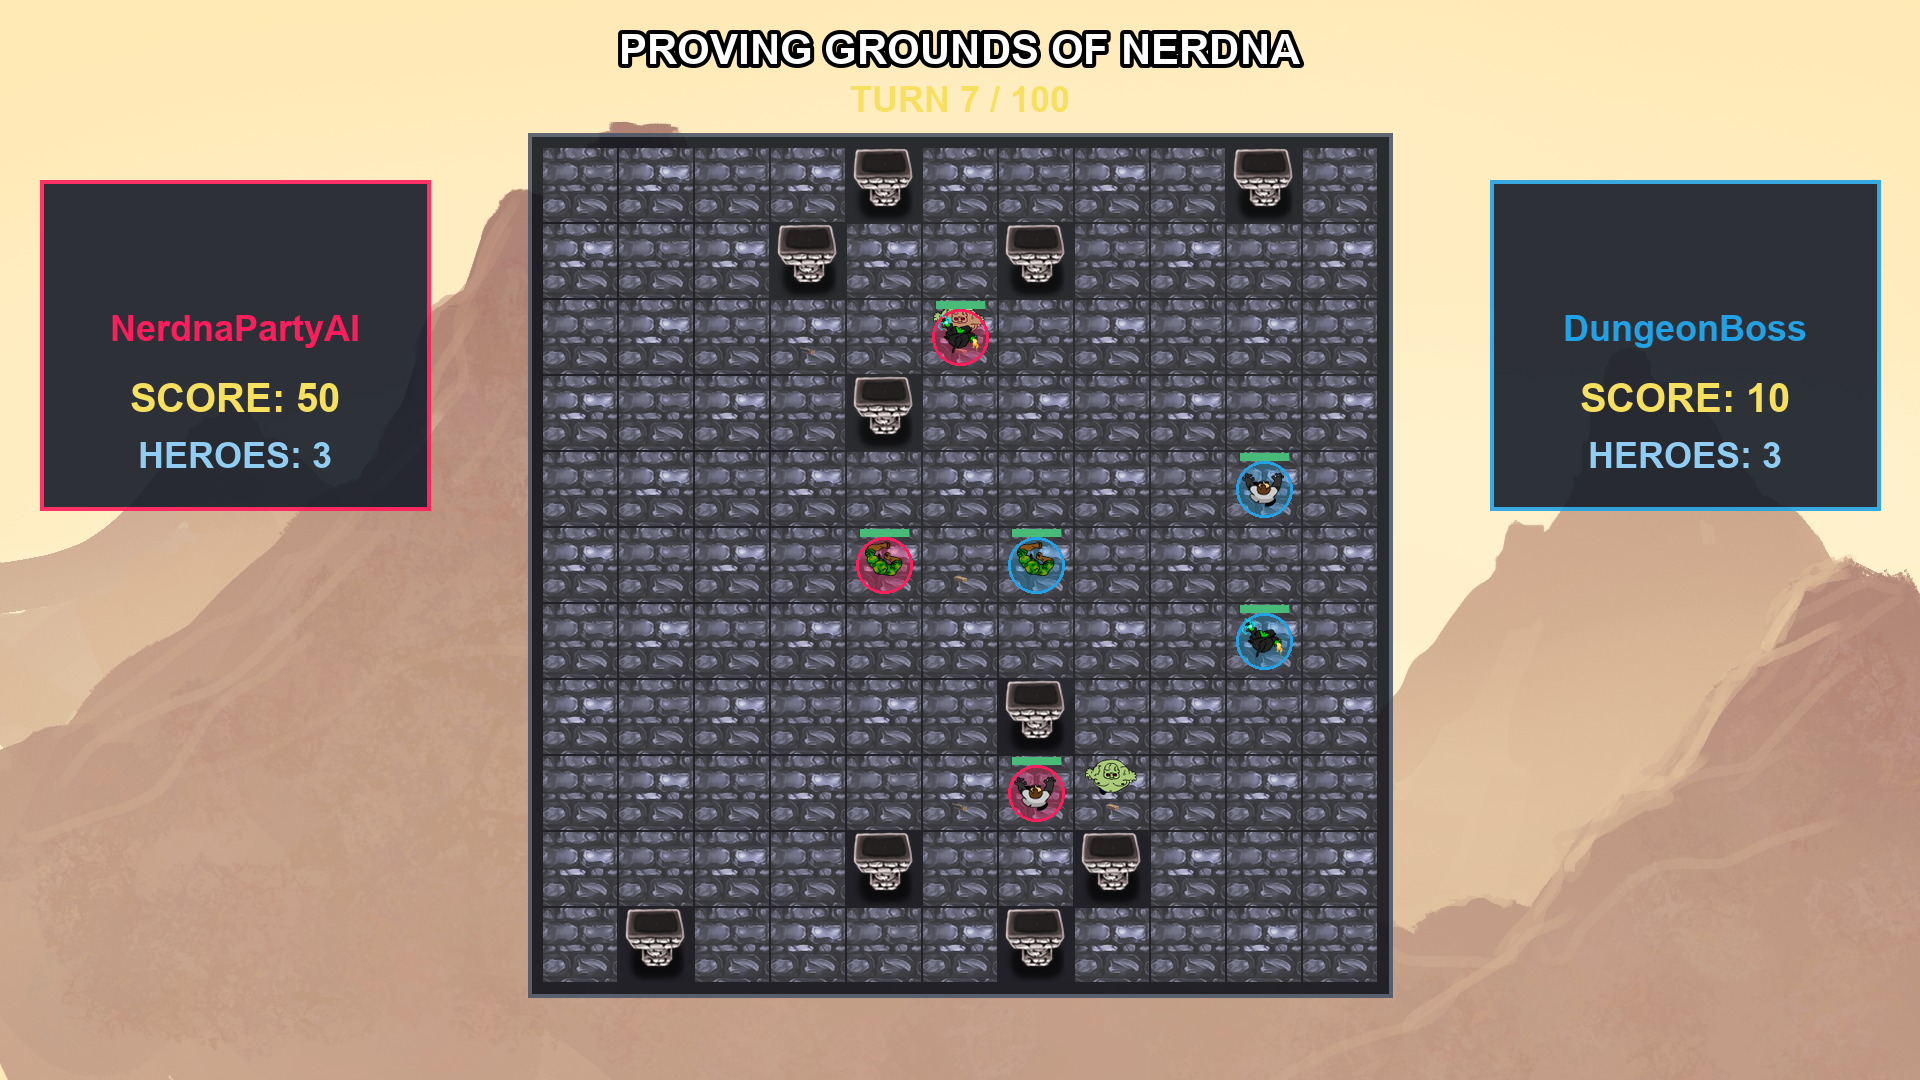 PROVING GROUNDS OF NERDNA
TURN 7 / 100
NerdnaPartyAI
SCORE: 50
HEROES: 3
DungeonBoss
SCORE: 10
HEROES: 3